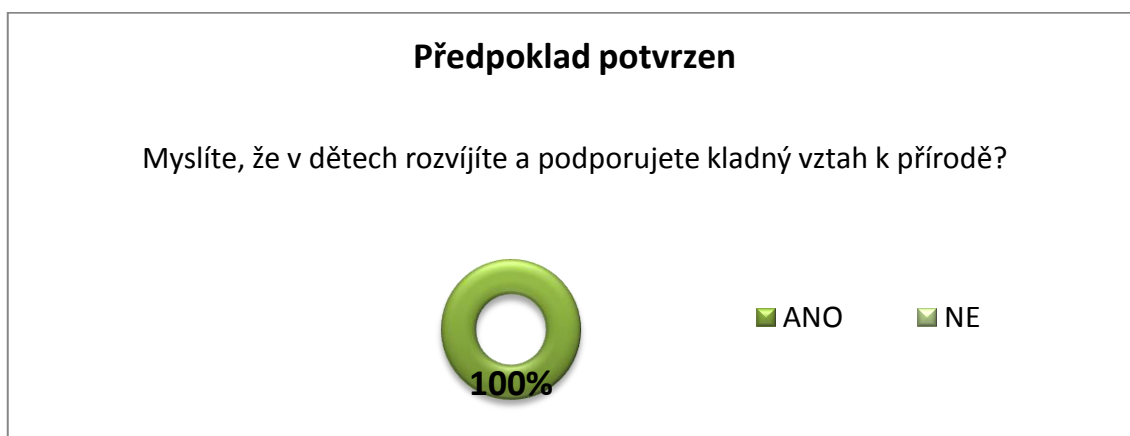 Předpoklad potvrzen
Myslíte, že v dětech rozvíjíte a podporujete kladný vztah k přírodě?
ANO NE
100%